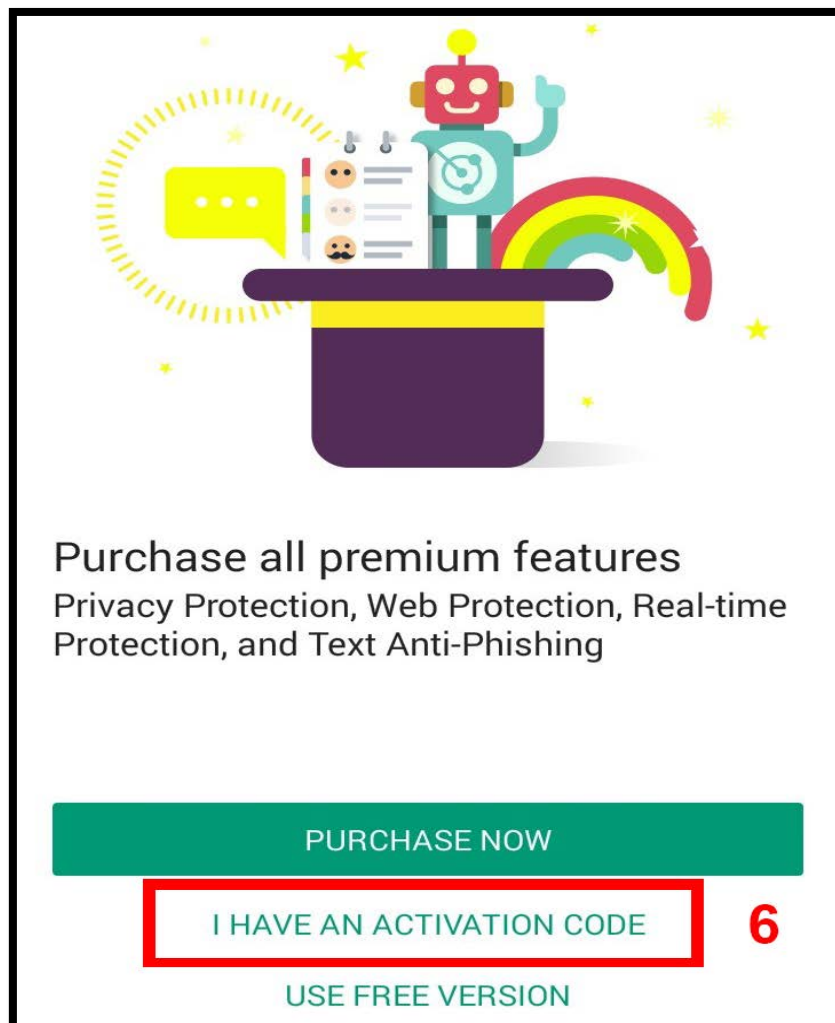 Purchase all premium features
Privacy Protection, Web Protection, Real-time
Protection, and Text Anti-Phishing
PURCHASE NOW
I HAVE AN ACTIVATION CODE
6
USE FREE VERSION